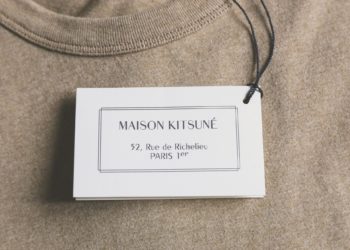 MAISON KITSUNÉ
52, Rue de Richelieu
PARIS 1er